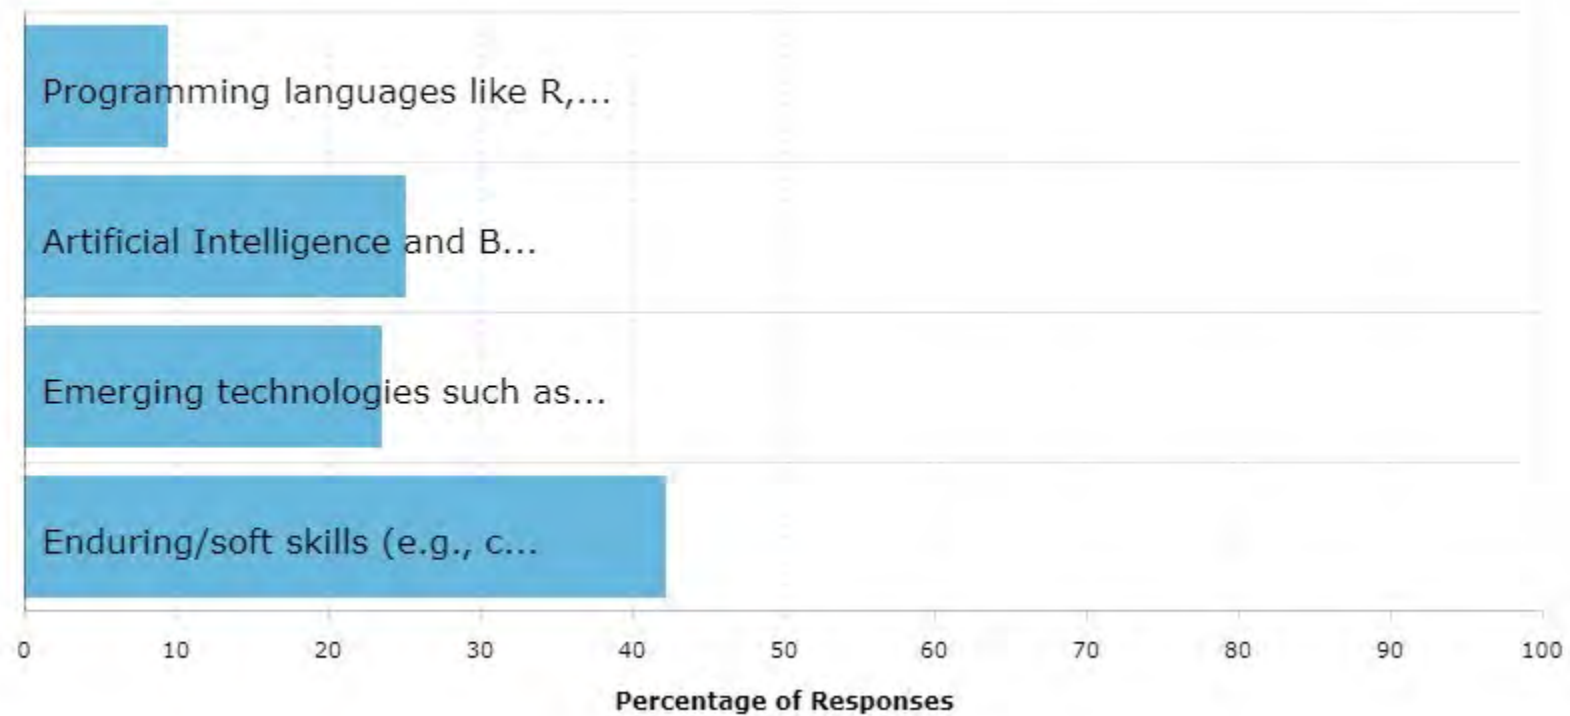 Programming languages like R,...
Artificial Intelligence and B...
Emerging technologies such as...
Enduring/soft skills (e.g., c...
0 10 20 30 40 50 60 70 80 90 100
Percentage of Responses